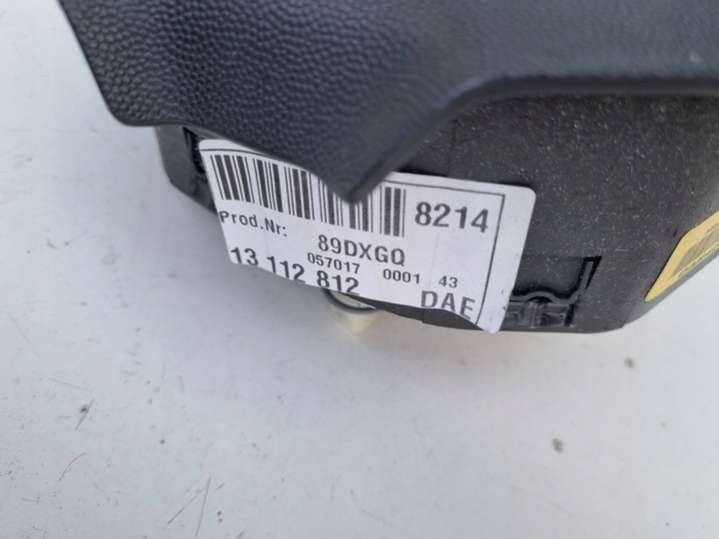 8214
Prod.Nr: 89DXGQ
057017 0001 43
13 112 812 DAE